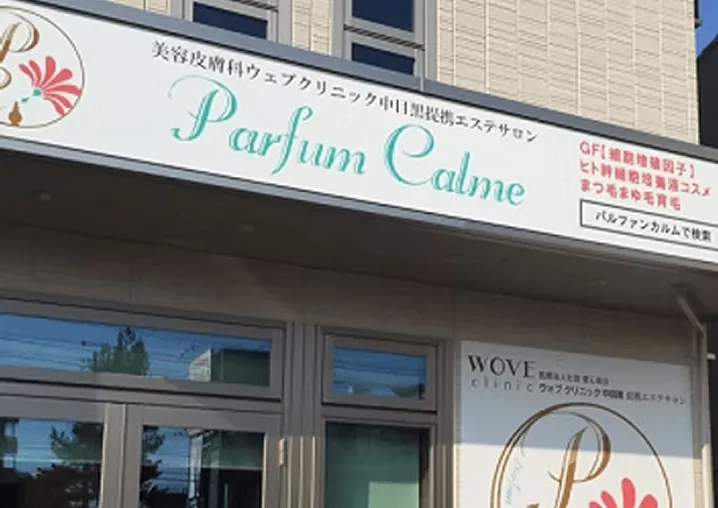 美容皮膚科ウェブクリニック中目黒提携エステサロン
Parfum Calme
GF【細胞増殖因子】
ヒト幹細胞培養液コスメ
まつ毛まゆ毛育毛
パルファンカルムで検索
P
WOVE
clinic ウォブクリニック中目黒 提携エステサロン
P